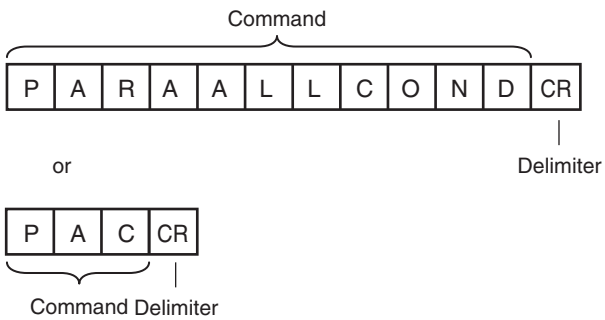 Command
P A R A A L L C O N D CR
or
Delimiter
P A C CR
Command Delimiter